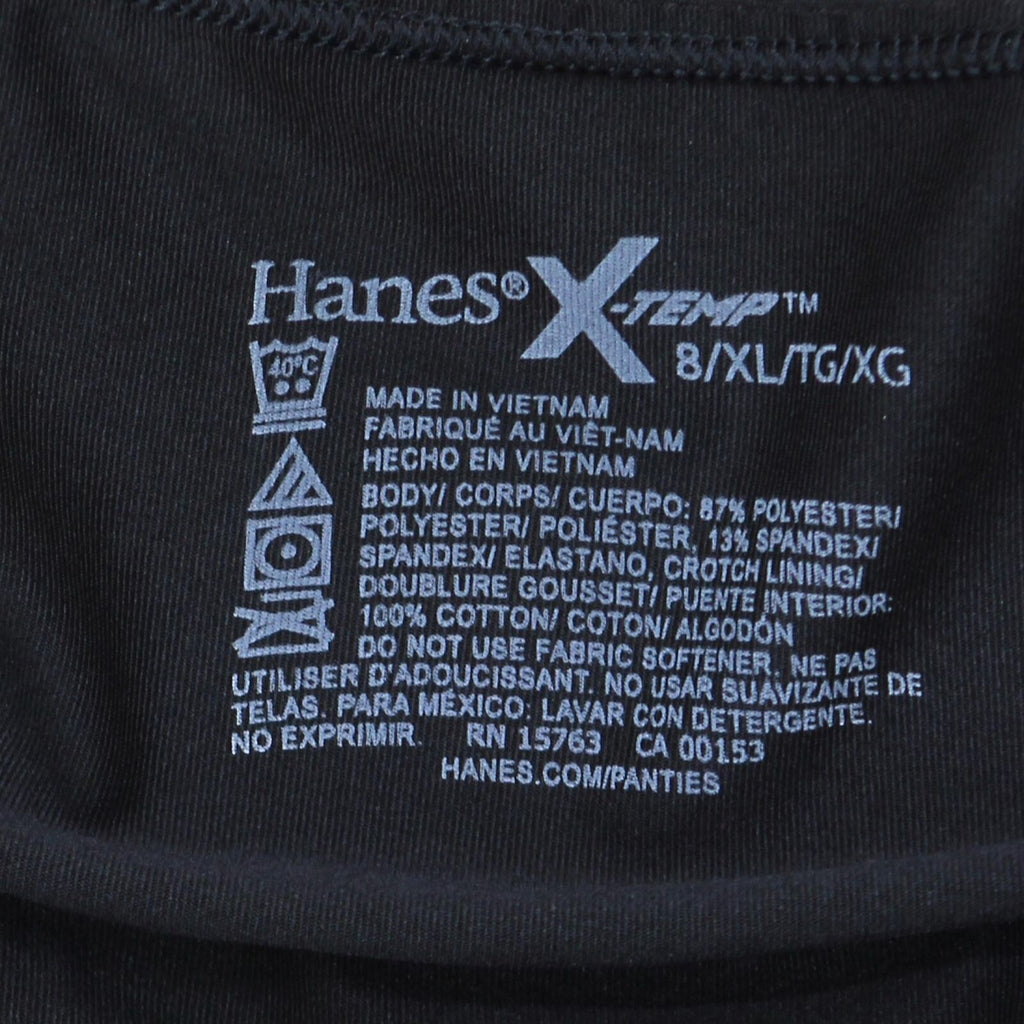 Hanes® X-TEMP™
8/XL/TG/XG
40°C
MADE IN VIETNAM
FABRIQUÉ AU VIÊT-NAM
HECHO EN VIETNAM
BODY/ CORPS/ CUERPO: 87% POLYESTER/
POLYESTER/ POLIÉSTER, 13% SPANDEX/
SPANDEX/ ELASTANO, CROTCH LINING/
DOUBLURE GOUSSET/ PUENTE INTERIOR:
100% COTTON/ COTON/ ALGODÓN
DO NOT USE FABRIC SOFTENER. NE PAS
UTILISER D'ADOUCISSANT. NO USAR SUAVIZANTE DE
TELAS. PARA MÉXICO: LAVAR CON DETERGENTE.
NO EXPRIMIR. RN 15763 CA 00153
HANES.COM/PANTIES